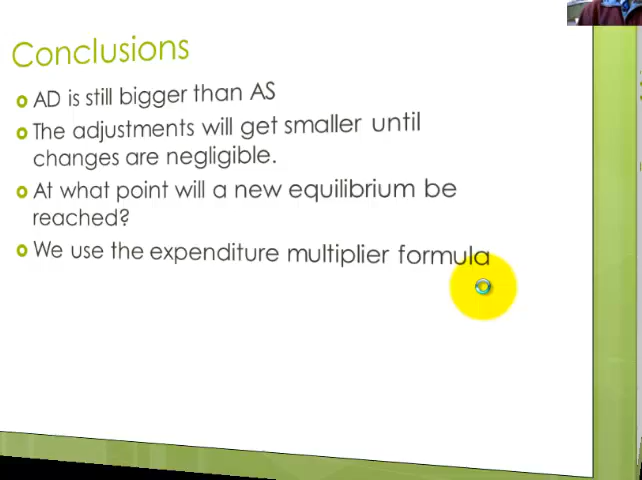 Conclusions
AD is still bigger than AS
The adjustments will get smaller until
changes are negligible.
At what point will a new equilibrium be
reached?
We use the expenditure multiplier formula